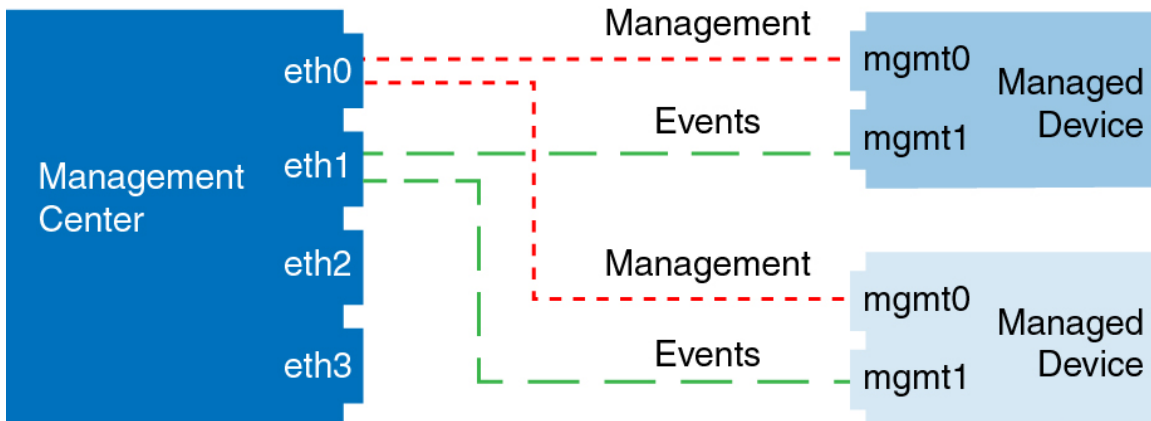 Management
eth0
mgmt0
Managed
Device
Events
eth1
mgmt1
Management
Center
eth2
Management
mgmt0
Managed
Device
eth3
Events
mgmt1